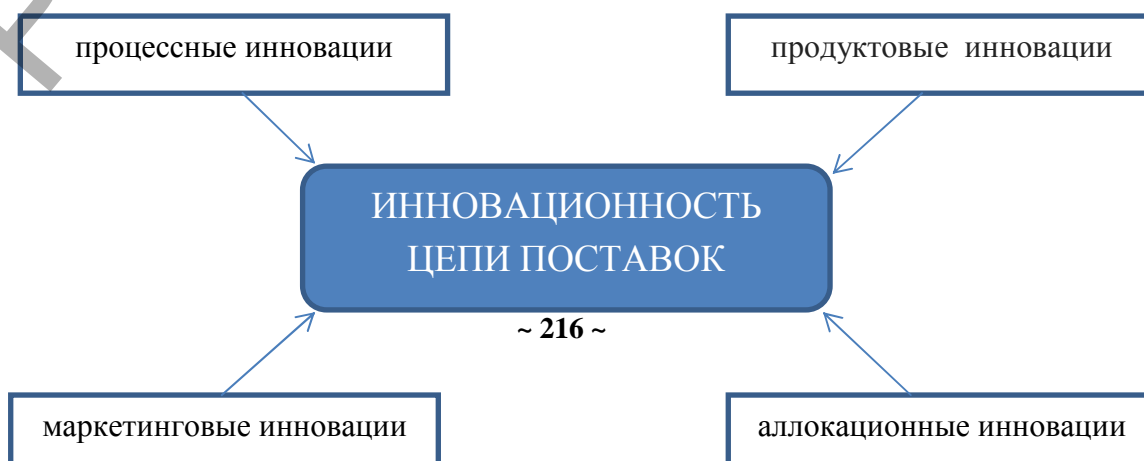 процессные инновации
продуктовые инновации
ИННОВАЦИОННОСТЬ
ЦЕПИ ПОСТАВОК
~ 216 ~
маркетинговые инновации
аллокационные инновации